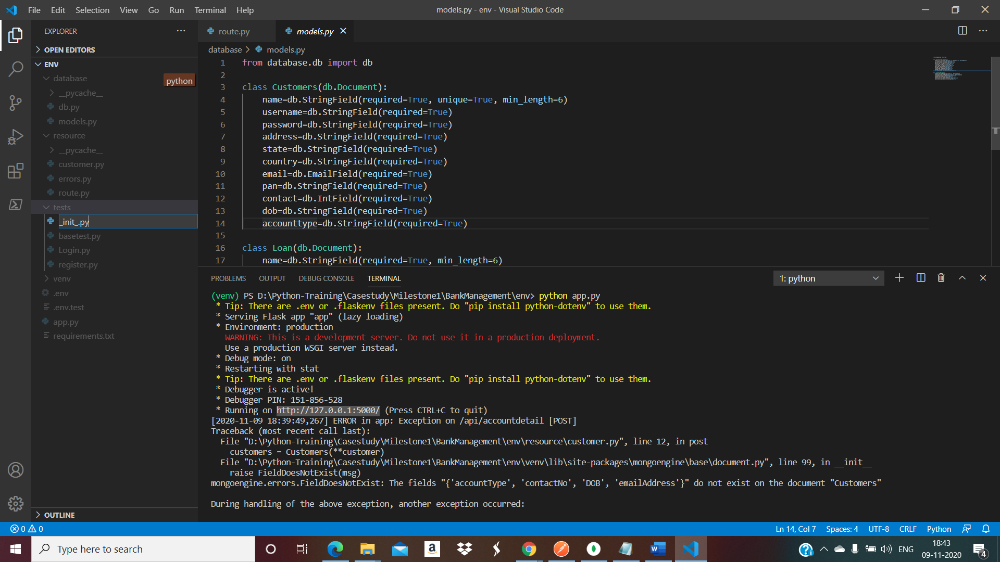 File Edit Selection View Go Run Terminal Help
models.py - env - Visual Studio Code
EXPLORER
OPEN EDITORS
ENV
database
python
__pycache__
db.py
models.py
resource
__pycache__
customer.py
errors.py
route.py
tests
_init_.py
basetest.py
Login.py
register.py
venv
.env
.env.test
app.py
requirements.txt
OUTLINE
route.py models.py
database > models.py
1 from database.db import db
2
3 class Customers(db.Document):
4 name=db.StringField(required=True, unique=True, min_length=6)
5 username=db.StringField(required=True)
6 password=db.StringField(required=True)
7 address=db.StringField(required=True)
8 state=db.StringField(required=True)
9 country=db.StringField(required=True)
10 email=db.EmailField(required=True)
11 pan=db.StringField(required=True)
12 contact=db.IntField(required=True)
13 dob=db.StringField(required=True)
14 accounttype=db.StringField(required=True)
15
16 class Loan(db.Document):
17 name=db.StringField(required=True, min_length=6)
PROBLEMS OUTPUT DEBUG CONSOLE TERMINAL
1: python
(venv) PS D:\Python-Training\Casestudy\Milestone1\BankManagement\env> python app.py
* Tip: There are .env or .flaskenv files present. Do "pip install python-dotenv" to use them.
* Serving Flask app "app" (lazy loading)
* Environment: production
WARNING: This is a development server. Do not use it in a production deployment.
Use a production WSGI server instead.
* Debug mode: on
* Restarting with stat
* Tip: There are .env or .flaskenv files present. Do "pip install python-dotenv" to use them.
* Debugger is active!
* Debugger PIN: 151-856-528
* Running on http://127.0.0.1:5000/ (Press CTRL+C to quit)
[2020-11-09 18:39:49,267] ERROR in app: Exception on /api/accountdetail [POST]
Traceback (most recent call last):
File "D:\Python-Training\Casestudy\Milestone1\BankManagement\env\resource\customer.py", line 12, in post
customers = Customers(**customer)
File "D:\Python-Training\Casestudy\Milestone1\BankManagement\env\venv\lib\site-packages\mongoengine\base\document.py", line 99, in __init__
raise FieldDoesNotExist(msg)
mongoengine.errors.FieldDoesNotExist: The fields "{'accountType', 'contactNo', 'DOB', 'emailAddress'}" do not exist on the document "Customers"
During handling of the above exception, another exception occurred:
0 0
Ln 14, Col 7 Spaces: 4 UTF-8 CRLF Python
Type here to search
ENG
18:43
09-11-2020
4